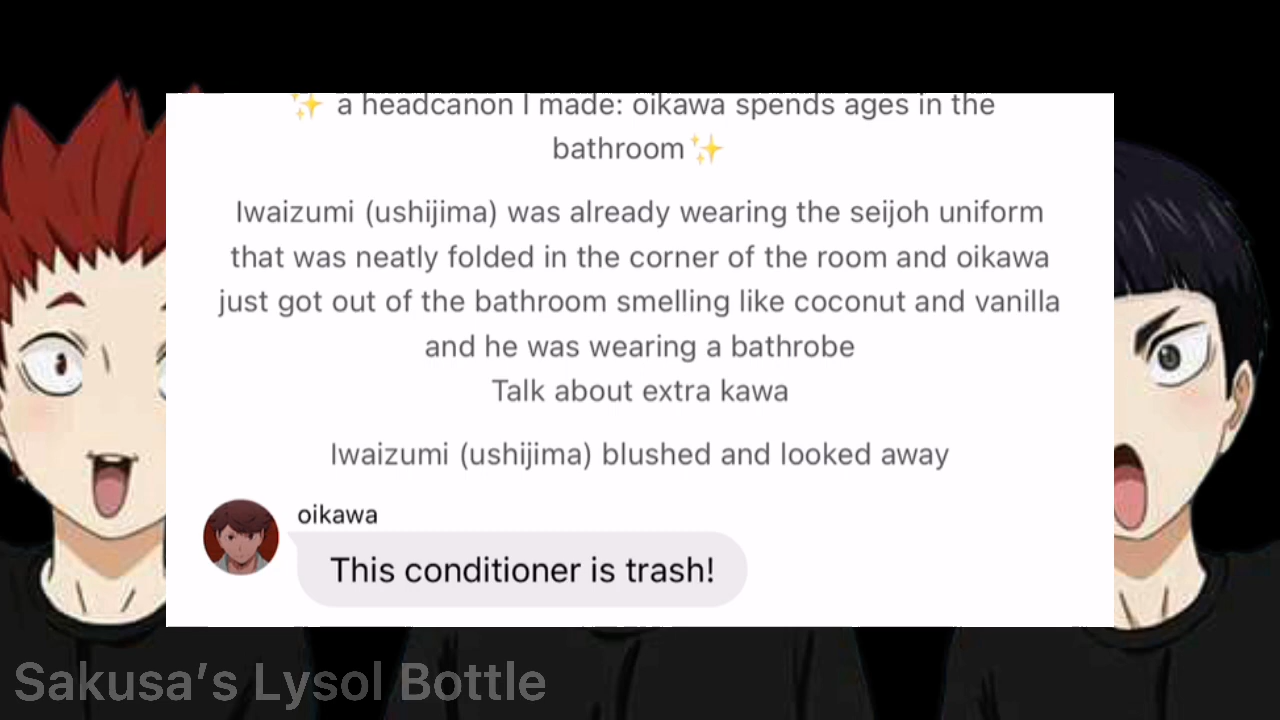 ✨ a headcanon I made: oikawa spends ages in the
bathroom✨
Iwaizumi (ushijima) was already wearing the seijoh uniform
that was neatly folded in the corner of the room and oikawa
just got out of the bathroom smelling like coconut and vanilla
and he was wearing a bathrobe
Talk about extra kawa
Iwaizumi (ushijima) blushed and looked away
oikawa
This conditioner is trash!
Sakusa’s Lysol Bottle